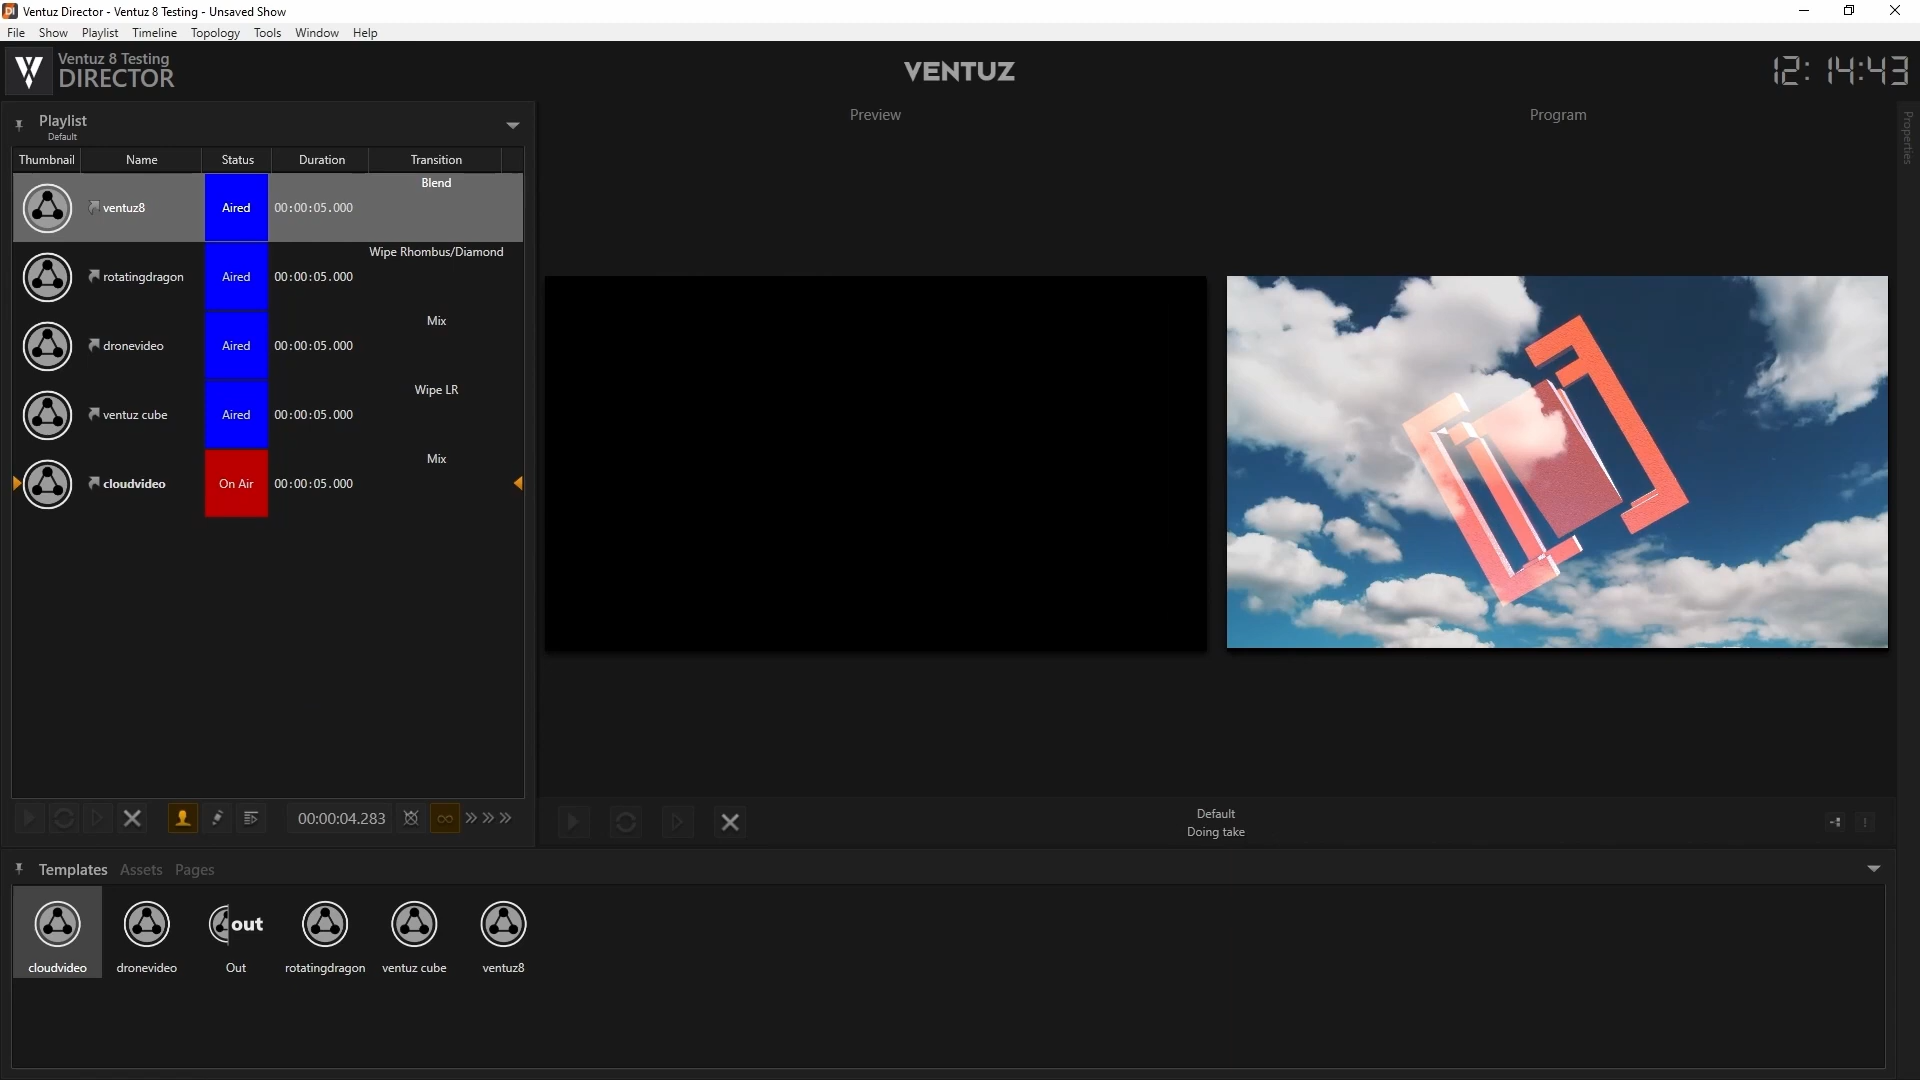 Ventuz Director - Ventuz 8 Testing - Unsaved Show
File Show Playlist Timeline Topology Tools Window Help
Ventuz 8 Testing
DIRECTOR
VENTUZ
12:14:43
Playlist
Default
Preview
Program
Properties
Thumbnail Name Status Duration Transition
ventuz8 Aired 00:00:05.000 Blend
rotatingdragon Aired 00:00:05.000 Wipe Rhombus/Diamond
dronevideo Aired 00:00:05.000 Mix
ventuz cube Aired 00:00:05.000 Wipe LR
cloudvideo On Air 00:00:05.000 Mix
00:00:04.283
Default
Doing take
Templates Assets Pages
out
cloudvideo dronevideo Out rotatingdragon ventuz cube ventuz8